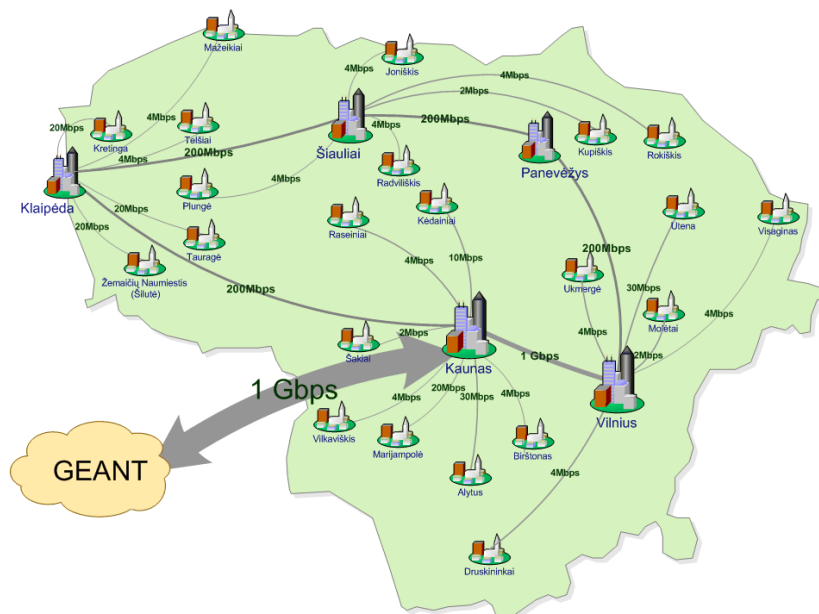 Mažeikiai
4Mbps
Joniškis
4Mbps
2Mbps
20Mbps
Kretinga
4Mbps
Telšiai
4Mbps
200Mbps
Šiauliai
4Mbps
Radviliškis
200Mbps
Panevėžys
Kupiškis
Rokiškis
Klaipėda
Plungė
4Mbps
20Mbps
20Mbps
Tauragė
Raseiniai
Kėdainiai
Utena
Visaginas
Žemaičių Naumiestis
(Šilutė)
200Mbps
4Mbps
10Mbps
200Mbps
Ukmergė
30Mbps
4Mbps
Molėtai
4Mbps
2Mbps
Šakiai
2Mbps
Kaunas
1 Gbps
Vilnius
1 Gbps
4Mbps
20Mbps
30Mbps
4Mbps
Vilkaviškis
Marijampolė
Birštonas
Alytus
4Mbps
GEANT
Druskininkai